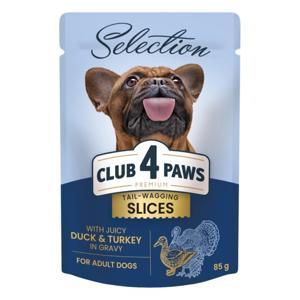 Selection
CLUB 4 PAWS
PREMIUM
TAIL-WAGGING
SLICES
WITH JUICY
DUCK & TURKEY
IN GRAVY
FOR ADULT DOGS
85 g